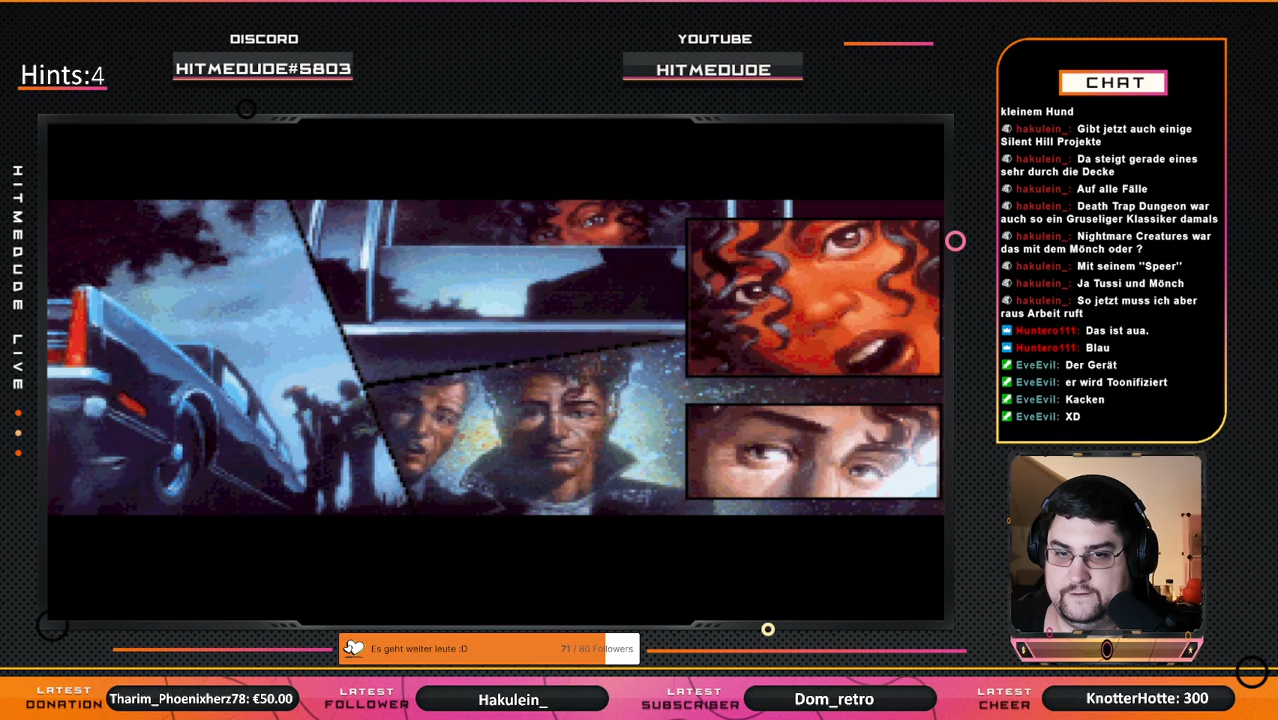 DISCORD
HITMEDUDE#5803
YOUTUBE
HITMEDUDE
Hints:4
HITMEDUDE LIVE
CHAT
kleinem Hund
hakulein_: Gibt jetzt auch einige
Silent Hill Projekte
hakulein_: Da steigt gerade eines
sehr durch die Decke
hakulein_: Auf alle Fälle
hakulein_: Death Trap Dungeon war
auch so ein Gruseliger Klassiker damals
hakulein_: Nightmare Creatures war
das mit dem Mönch oder ?
hakulein_: Mit seinem "Speer"
hakulein_: Ja Tussi und Mönch
hakulein_: So jetzt muss ich aber
raus Arbeit ruft
Huntero111: Das ist aua.
Huntero111: Blau
EveEvil: Der Gerät
EveEvil: er wird Toonifiziert
EveEvil: Kacken
EveEvil: XD
Es geht weiter leute :D
71 / 80 Followers
LATEST
DONATION
Tharim_Phoenixherz78: €50.00
LATEST
FOLLOWER
Hakulein_
LATEST
SUBSCRIBER
Dom_retro
LATEST
CHEER
KnotterHotte: 300